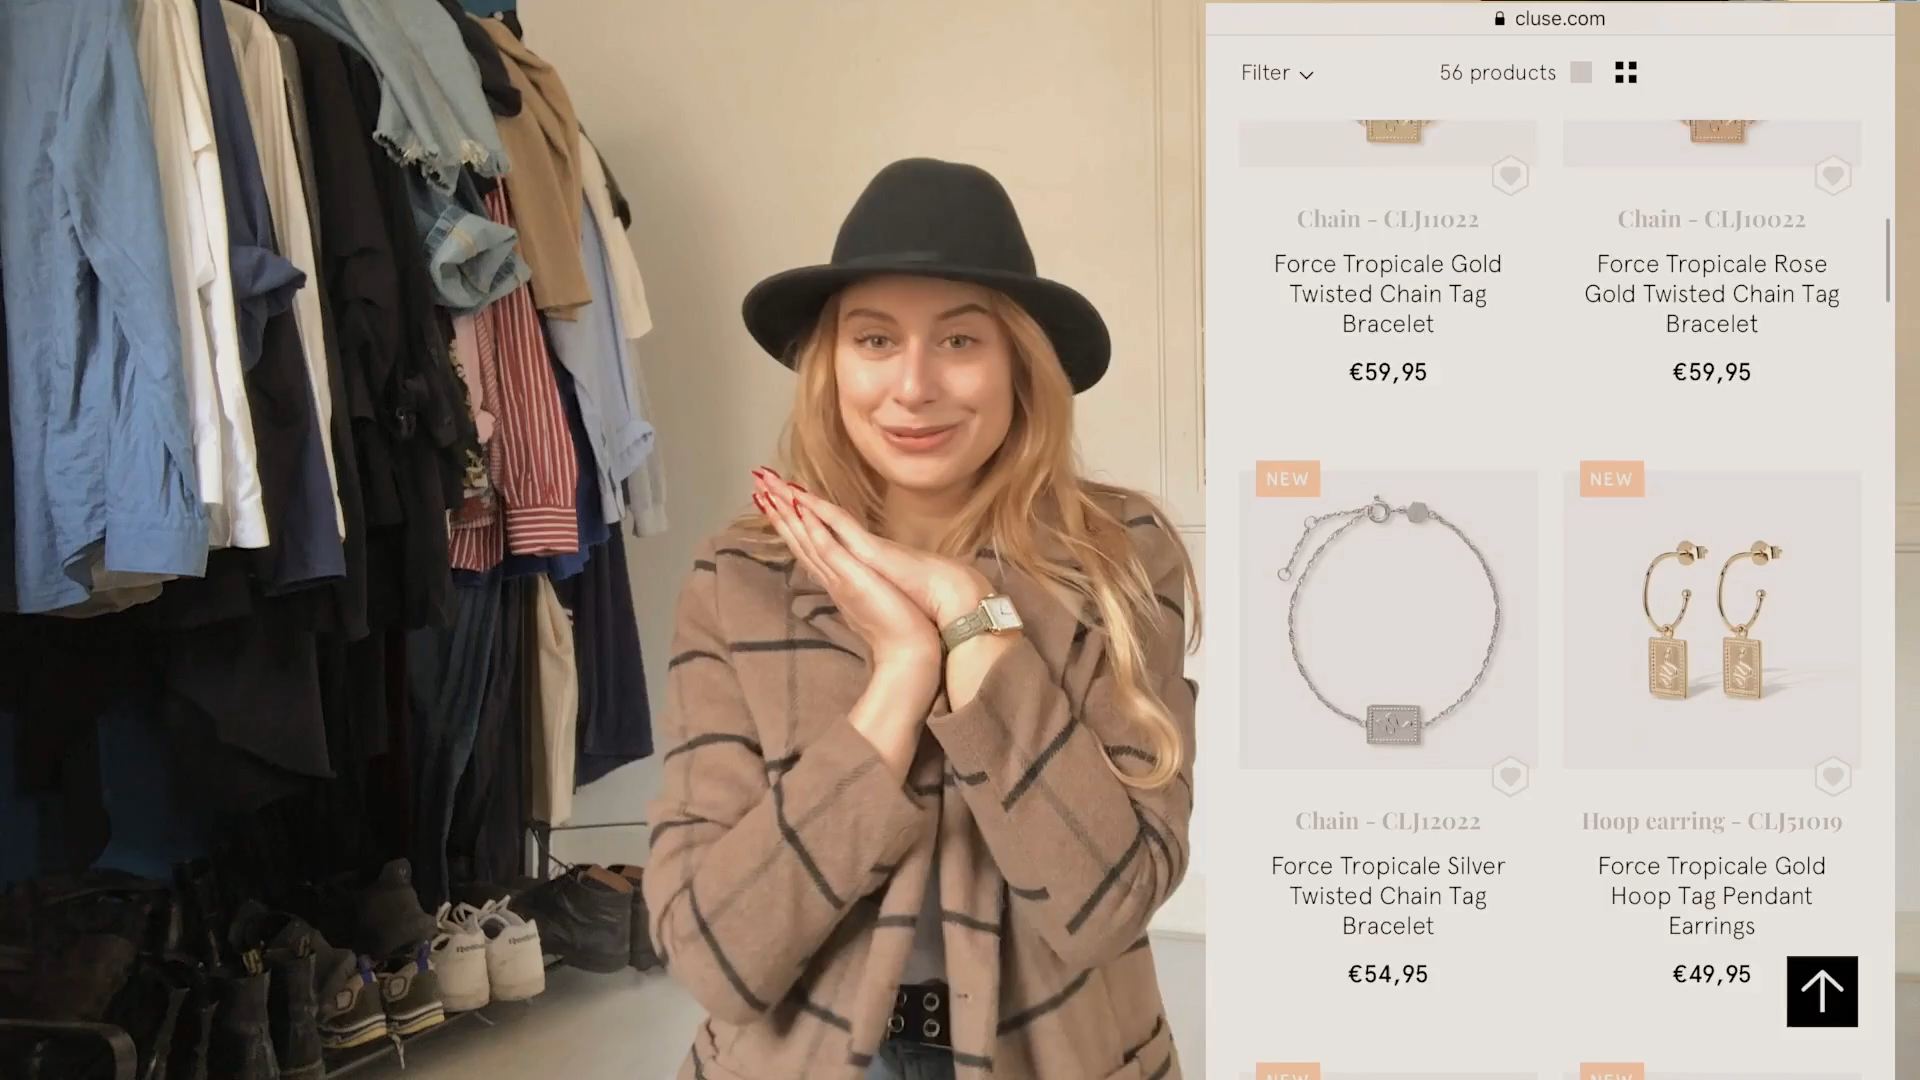 cluse.com
Filter
56 products
Chain - CLJ11022
Chain - CLJ10022
Force Tropicale Gold
Twisted Chain Tag
Bracelet
Force Tropicale Rose
Gold Twisted Chain Tag
Bracelet
€59,95
€59,95
NEW
NEW
Chain - CLJ12022
Hoop earring - CLJ51019
Force Tropicale Silver
Twisted Chain Tag
Bracelet
Force Tropicale Gold
Hoop Tag Pendant
Earrings
€54,95
€49,95
NEW
NEW